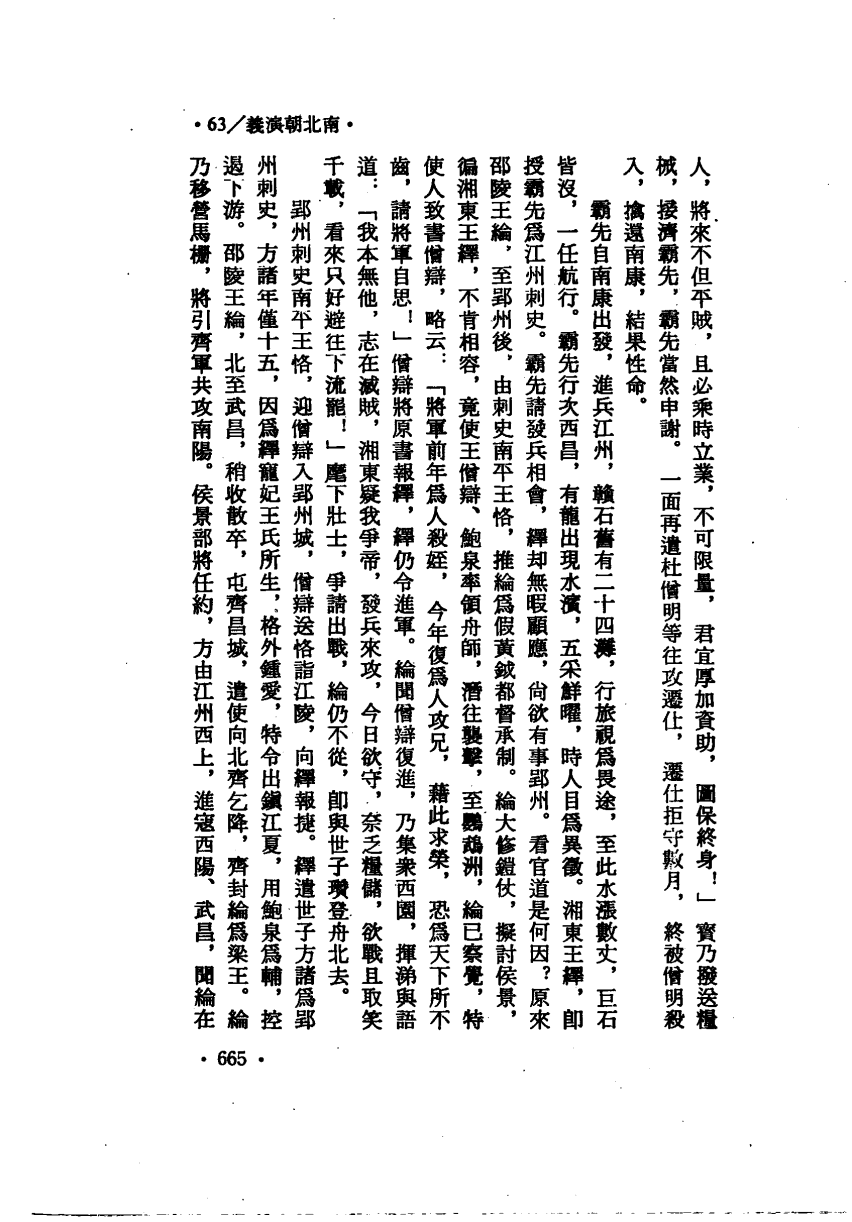 ·63／義演朝北南·
人，將來不但平賊，且必乘時立業，不可限量，君宜厚加資助，圖保終身！」寳乃撥送糧
械，接濟霸先，霸先當然申謝。一面再遣杜僧明等往攻遷仕，遷仕拒守數月，終被僧明殺
入，擒還南康，結果性命。
霸先自南康出發，進兵江州，贛石舊有二十四灘，行旅視爲畏途，至此水漲數丈，巨石
皆沒，一任航行。霸先行次西昌，有龍出現水濱，五采鮮曜，時人目爲異徵。湘東王繹，卽
授霸先爲江州刺史。霸先請發兵相會，繹却無暇顧應，尙欲有事郢州。看官道是何因？原來
邵陵王綸，至郢州後，由刺史南平王恪，推綸爲假黃鉞都督承制。綸大修鎧仗，擬討侯景，
偏湘東王繹，不肯相容，竟使王僧辯、鮑泉率領舟師，潛往襲擊，至鸚鵡洲，綸已察覺，特
使人致書僧辯，略云：「將軍前年爲人殺姪，今年復爲人攻兄，藉此求榮，恐爲天下所不
齒，請將軍自思！」僧辯將原書報繹，繹仍令進軍。綸聞僧辯復進，乃集衆西園，揮涕與語
道：「我本無他，志在滅賊，湘東疑我爭帝，發兵來攻，今日欲守，奈乏糧儲，欲戰且取笑
千載，看來只好避往下流罷！」麾下壯士，爭請出戰，綸仍不從，卽與世子瓚登舟北去。
郢州刺史南平王恪，迎僧辯入郢州城，僧辯送恪詣江陵，向繹報捷。繹遣世子方諸爲郢
州刺史，方諸年僅十五，因爲繹寵妃王氏所生，格外鍾愛，特令出鎭江夏，用鮑泉爲輔，控
遏下游。邵陵王綸，北至武昌，稍收散卒，屯齊昌城，遣使向北齊乞降，齊封綸爲梁王。綸
乃移營馬柵，將引齊軍共攻南陽。侯景部將任約，方由江州西上，進寇西陽、武昌，聞綸在
·665·